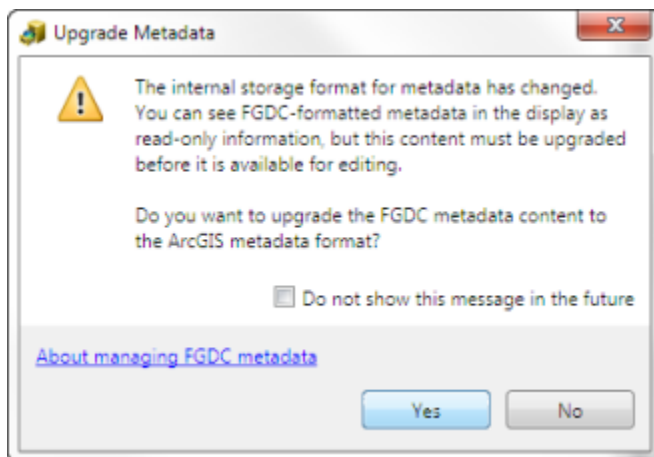 Upgrade Metadata
The internal storage format for metadata has changed.
You can see FGDC-formatted metadata in the display as
read-only information, but this content must be upgraded
before it is available for editing.
Do you want to upgrade the FGDC metadata content to
the ArcGIS metadata format?
Do not show this message in the future
About managing FGDC metadata
Yes No